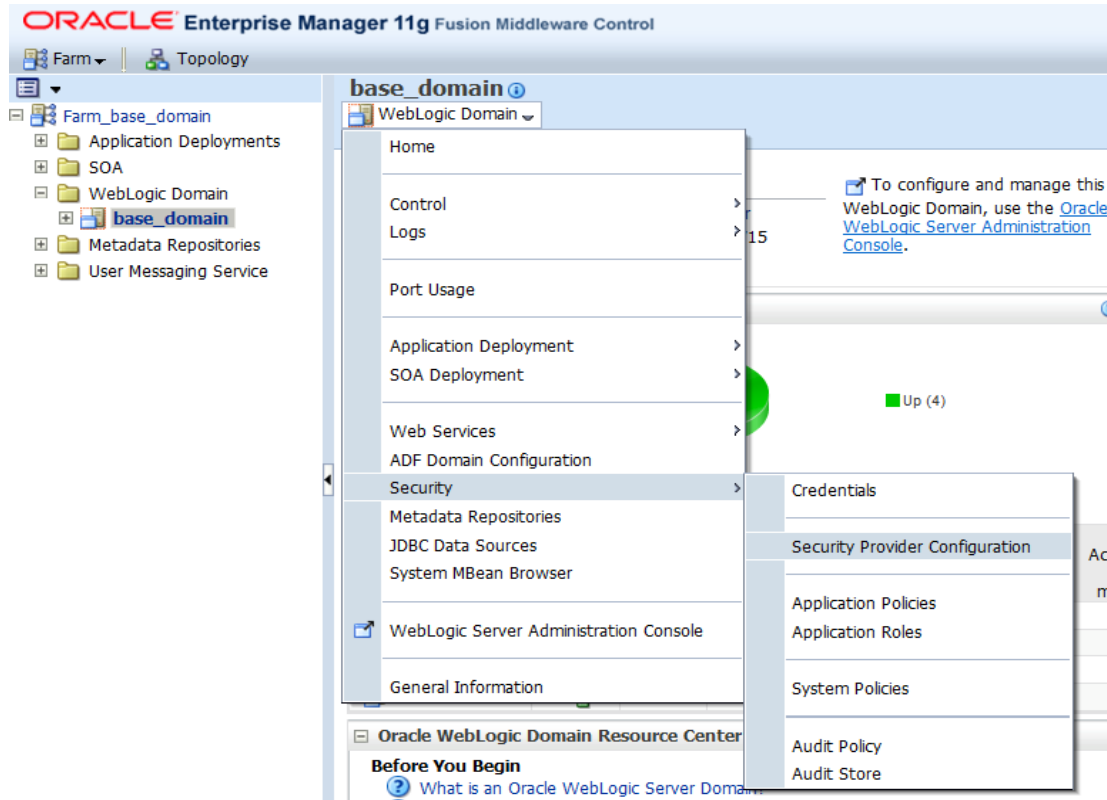 ORACLE Enterprise Manager 11g Fusion Middleware Control
Farm
Topology
Farm_base_domain
Application Deployments
SOA
WebLogic Domain
base_domain
Metadata Repositories
User Messaging Service
base_domain
WebLogic Domain
Home
Control
Logs
Port Usage
Application Deployment
SOA Deployment
Web Services
ADF Domain Configuration
Security
Metadata Repositories
JDBC Data Sources
System MBean Browser
WebLogic Server Administration Console
General Information
Credentials
Security Provider Configuration
Application Policies
Application Roles
System Policies
Audit Policy
Audit Store
15
To configure and manage this
WebLogic Domain, use the Oracle
WebLogic Server Administration
Console.
Up (4)
Oracle WebLogic Domain Resource Center
Before You Begin
What is an Oracle WebLogic Server Domain?